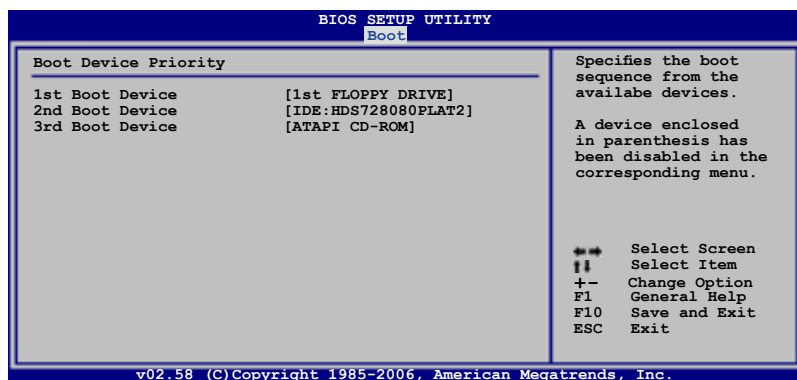 BIOS SETUP UTILITY
Boot
Boot Device Priority
1st Boot Device [1st FLOPPY DRIVE]
2nd Boot Device [IDE:HDS728080PLAT2]
3rd Boot Device [ATAPI CD-ROM]
Specifies the boot
sequence from the
availabe devices.
A device enclosed
in parenthesis has
been disabled in the
corresponding menu.
←→ Select Screen
↑↓ Select Item
+- Change Option
F1 General Help
F10 Save and Exit
ESC Exit
v02.58 (C)Copyright 1985-2006, American Megatrends, Inc.